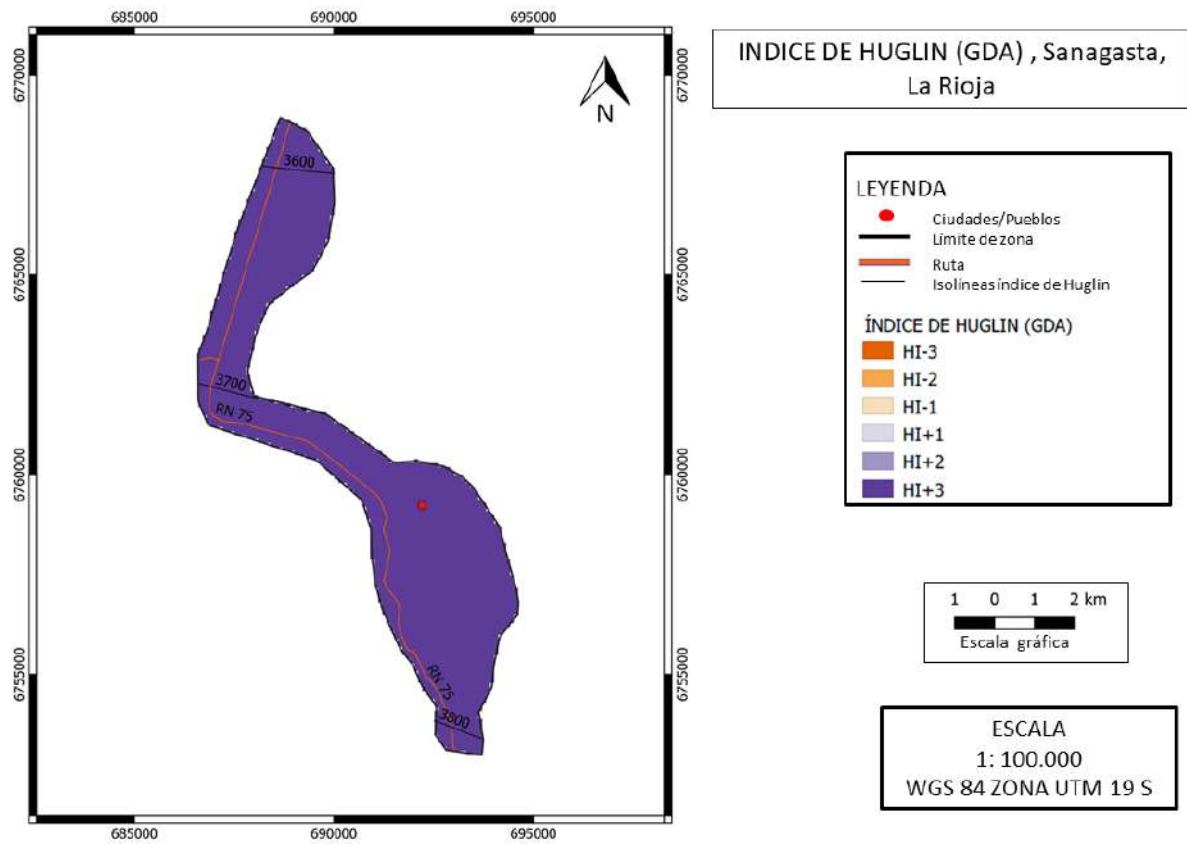 685000 690000 695000
6770000 6770000
6765000 6765000
6760000 6760000
6755000 6755000
685000 690000 695000
N
3600
3700
RN 75
RN 75
3800
INDICE DE HUGLIN (GDA) , Sanagasta,
La Rioja
LEYENDA
Ciudades/Pueblos
Límite de zona
Ruta
Isolíneas índice de Huglin
ÍNDICE DE HUGLIN (GDA)
HI-3
HI-2
HI-1
HI+1
HI+2
HI+3
1 0 1 2 km
Escala gráfica
ESCALA
1: 100.000
WGS 84 ZONA UTM 19 S